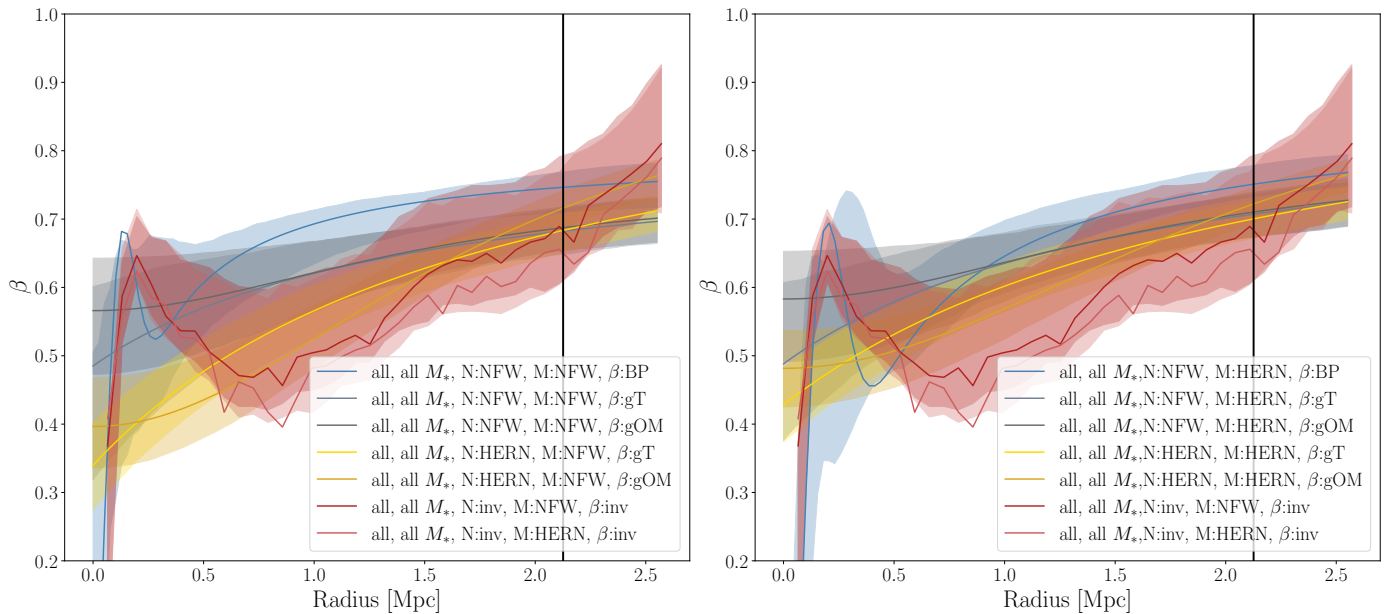 1.0
0.9
0.8
0.7
0.6
0.5
0.4
0.3
0.2
β
0.0 0.5 1.0 1.5 2.0 2.5
Radius [Mpc]
all, all M*, N:NFW, M:NFW, β:BP
all, all M*, N:NFW, M:NFW, β:gT
all, all M*, N:NFW, M:NFW, β:gOM
all, all M*, N:HERN, M:NFW, β:gT
all, all M*, N:HERN, M:NFW, β:gOM
all, all M*, N:inv, M:NFW, β:inv
all, all M*, N:inv, M:HERN, β:inv
1.0
0.9
0.8
0.7
0.6
0.5
0.4
0.3
0.2
β
0.0 0.5 1.0 1.5 2.0 2.5
Radius [Mpc]
all, all M*,N:NFW, M:HERN, β:BP
all, all M*,N:NFW, M:HERN, β:gT
all, all M*,N:NFW, M:HERN, β:gOM
all, all M*,N:HERN, M:HERN, β:gT
all, all M*,N:HERN, M:HERN, β:gOM
all, all M*,N:inv, M:NFW, β:inv
all, all M*,N:inv, M:HERN, β:inv